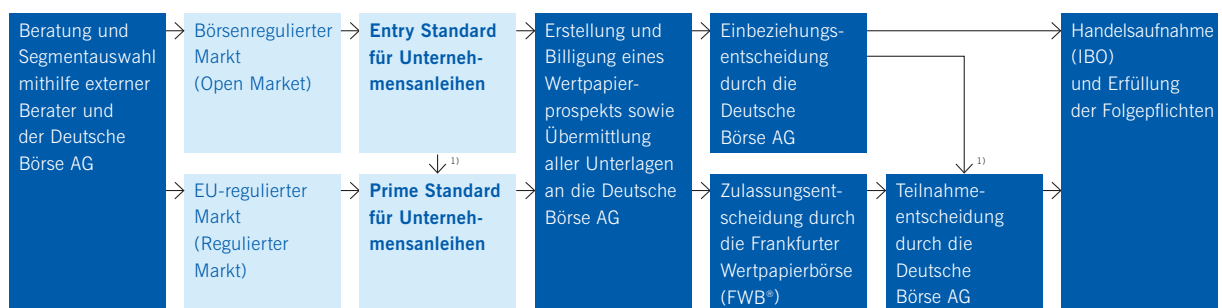 Beratung und
Segmentauswahl
mithilfe externer
Berater und
der Deutsche
Börse AG
Börsenregulierter
Markt
(Open Market)
Entry Standard
für Unterneh-
mensanleihen
1)
EU-regulierter
Markt
(Regulierter
Markt)
Prime Standard
für Unterneh-
mensanleihen
Erstellung und
Billigung eines
Wertpapier-
prospekts sowie
Übermittlung
aller Unterlagen
an die Deutsche
Börse AG
Einbeziehungs-
entscheidung
durch die
Deutsche
Börse AG
1)
Zulassungsent-
scheidung durch
die Frankfurter
Wertpapierbörse
(FWB®)
Teilnahme-
entscheidung
durch die
Deutsche
Börse AG
Handelsaufnahme
(IBO)
und Erfüllung
der Folgepflichten